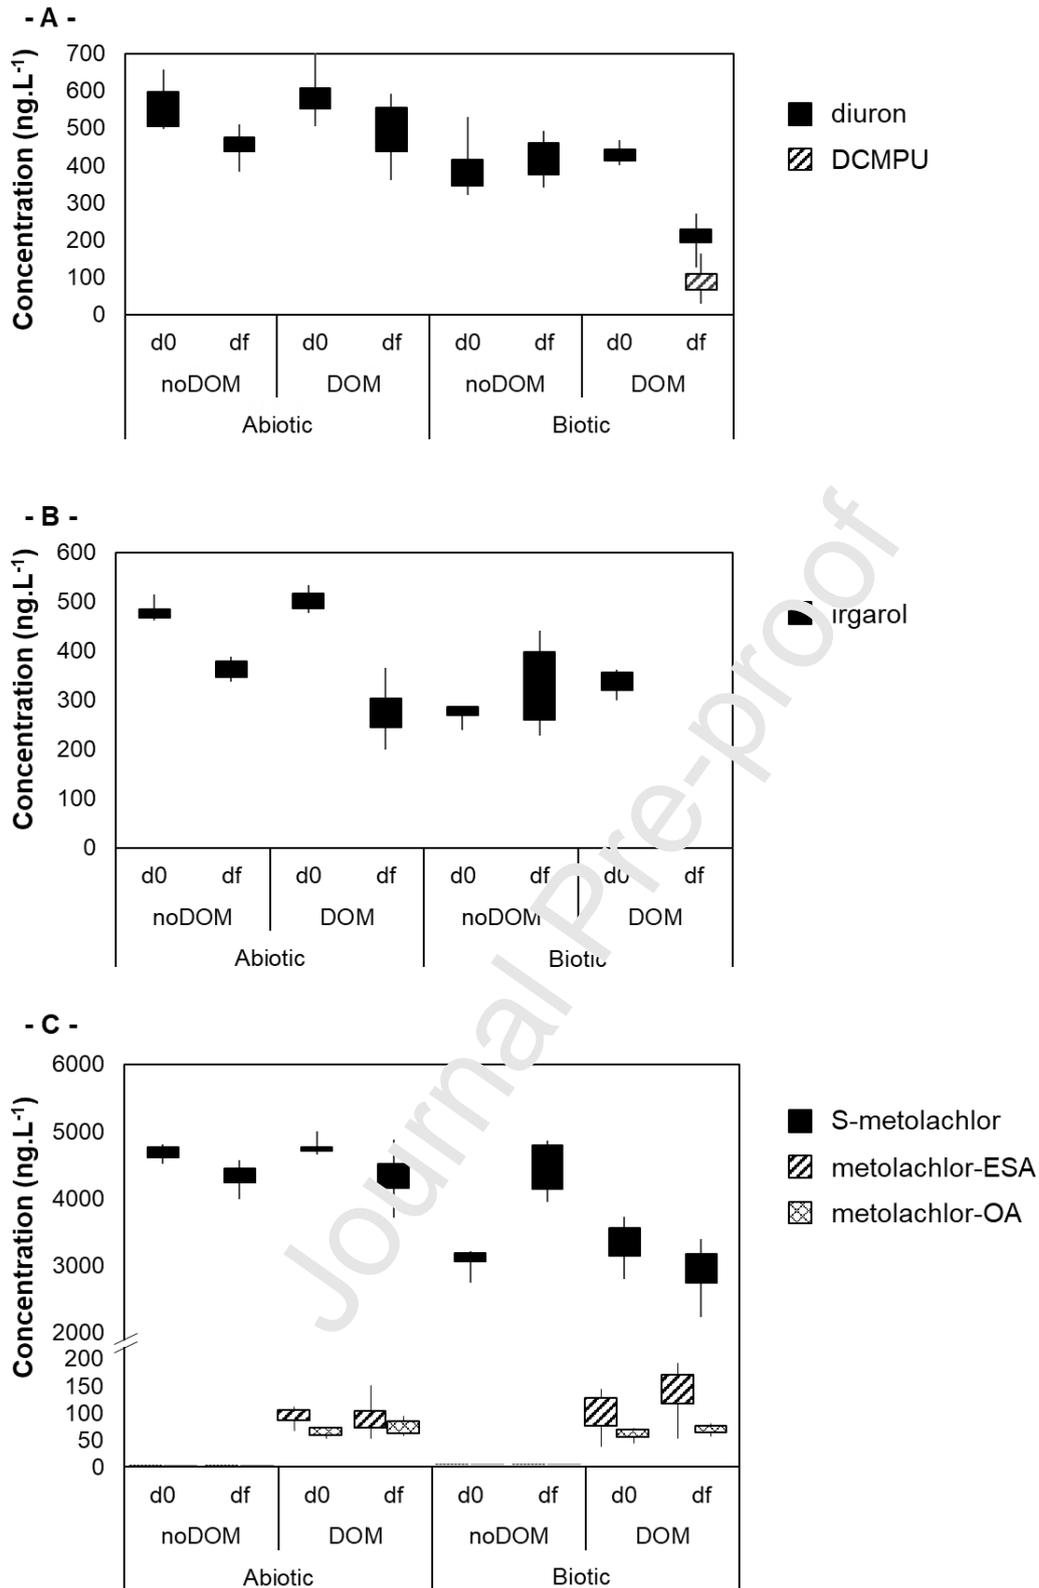 - A -
Concentration (ng.L-1)
700
600
500
400
300
200
100
0
diuron
DCMPU
d0 df d0 df d0 df d0 df
noDOM DOM noDOM DOM
Abiotic Biotic
- B -
Concentration (ng.L-1)
600
500
400
300
200
100
0
irgarol
d0 df d0 df d0 df d0 df
noDOM DOM noDOM DOM
Abiotic Biotic
- C -
Concentration (ng.L-1)
6000
5000
4000
3000
2000
200
150
100
50
0
S-metolachlor
metolachlor-ESA
metolachlor-OA
d0 df d0 df d0 df d0 df
noDOM DOM noDOM DOM
Abiotic Biotic
Journal Pre-proof